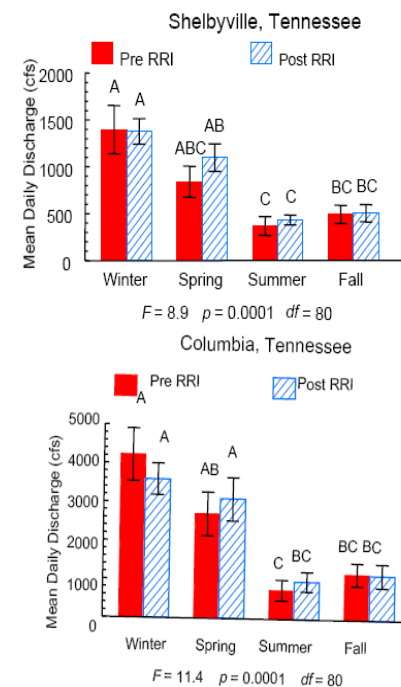 Shelbyville, Tennessee
Pre RRI Post RRI
Mean Daily Discharge (cfs)
2000
1500
1000
500
0
A A
ABC AB
C C
BC BC
Winter Spring Summer Fall
F = 8.9 p = 0.0001 df = 80
Columbia, Tennessee
Pre RRI Post RRI
Mean Daily Discharge (cfs)
5000
4000
3000
2000
1000
0
A A
AB A
C BC
BC BC
Winter Spring Summer Fall
F = 11.4 p = 0.0001 df = 80